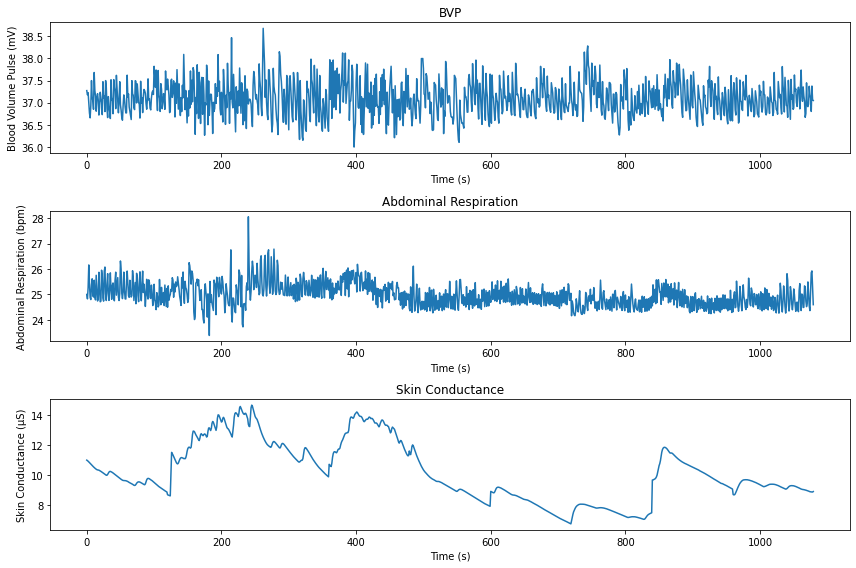 BVP
Blood Volume Pulse (mV)
38.5
38.0
37.5
37.0
36.5
36.0
0 200 400 600 800 1000
Time (s)
Abdominal Respiration
Abdominal Respiration (bpm)
28
27
26
25
24
0 200 400 600 800 1000
Time (s)
Skin Conductance
Skin Conductance (μS)
14
12
10
8
0 200 400 600 800 1000
Time (s)